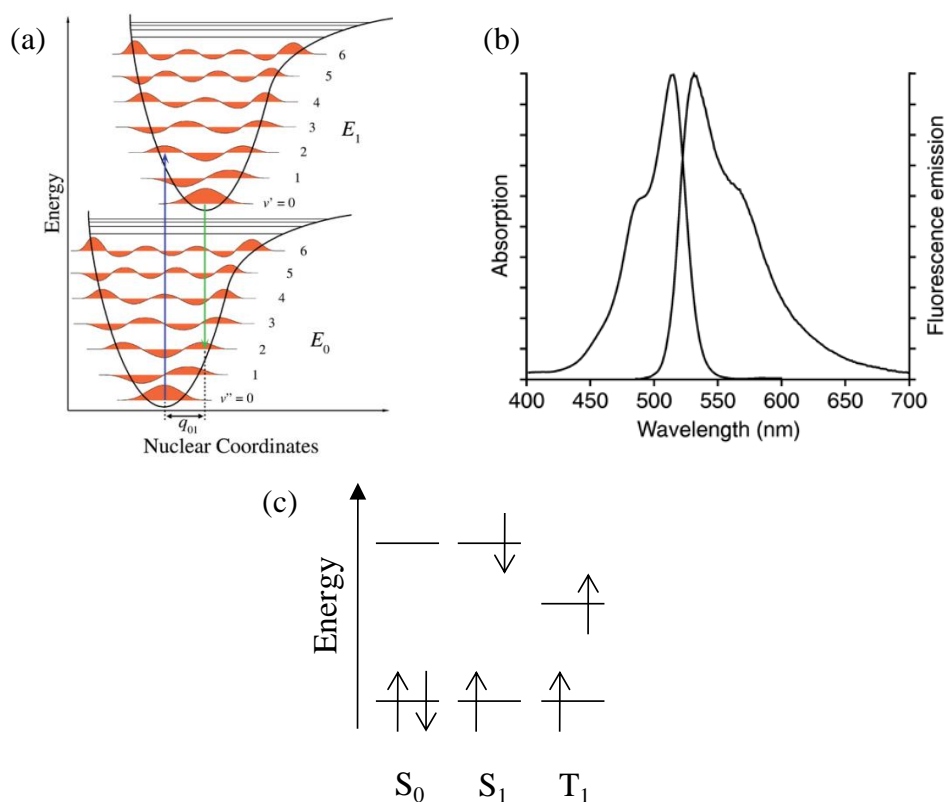 (a)
Energy
6
5
4
3
E₁
2
1
v' = 0
6
5
4
3
E₀
2
1
v'' = 0
q₀₁
Nuclear Coordinates
(b)
Absorption
Fluorescence emission
400 450 500 550 600 650 700
Wavelength (nm)
(c)
Energy
S₀ S₁ T₁